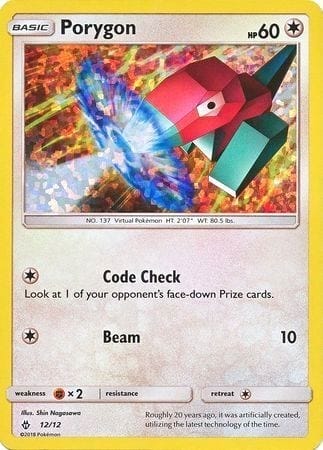 BASIC Porygon HP60
NO. 137 Virtual Pokémon HT: 2'07" WT: 80.5 lbs.
Code Check
Look at 1 of your opponent's face-down Prize cards.
Beam 10
weakness ×2 resistance retreat
Illus. Shin Nagasawa
12/12
©2018 Pokémon
Roughly 20 years ago, it was artificially created,
utilizing the latest technology of the time.